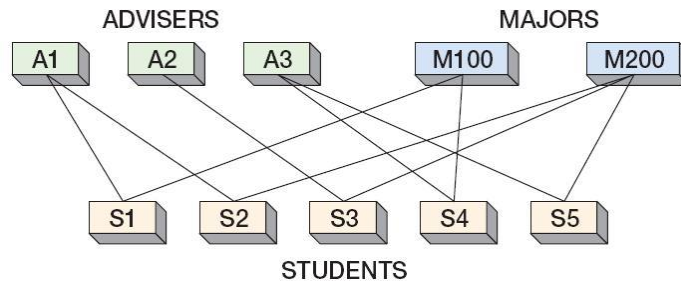 ADVISERS MAJORS
A1 A2 A3 M100 M200
S1 S2 S3 S4 S5
STUDENTS